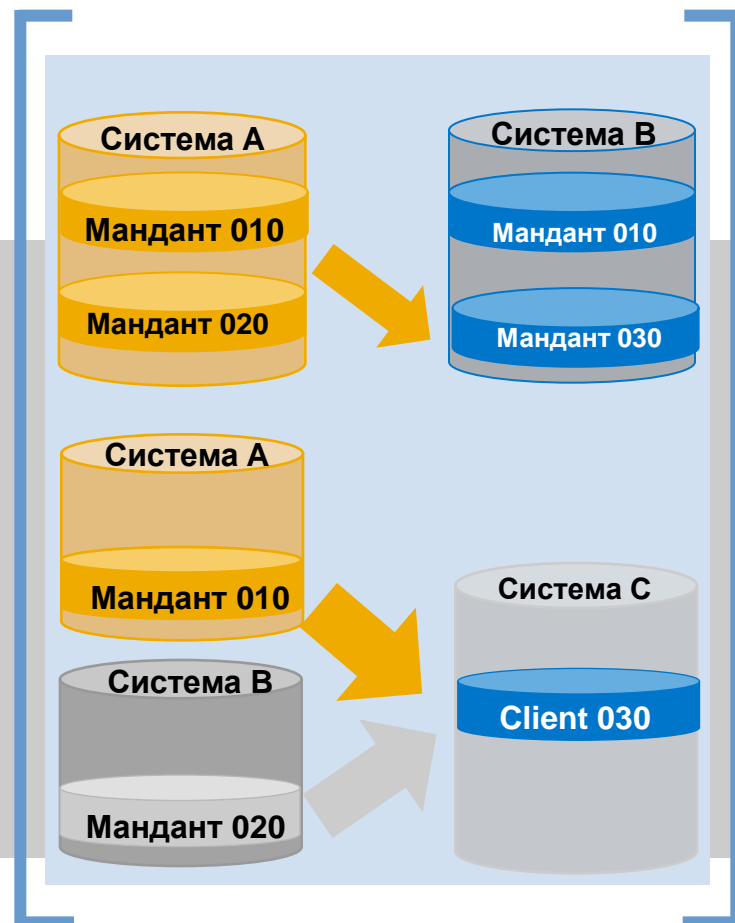 Система A
Система B
Мандант 010
Мандант 010
Мандант 020
Мандант 030
Система A
Мандант 010
Система C
Система B
Client 030
Мандант 020